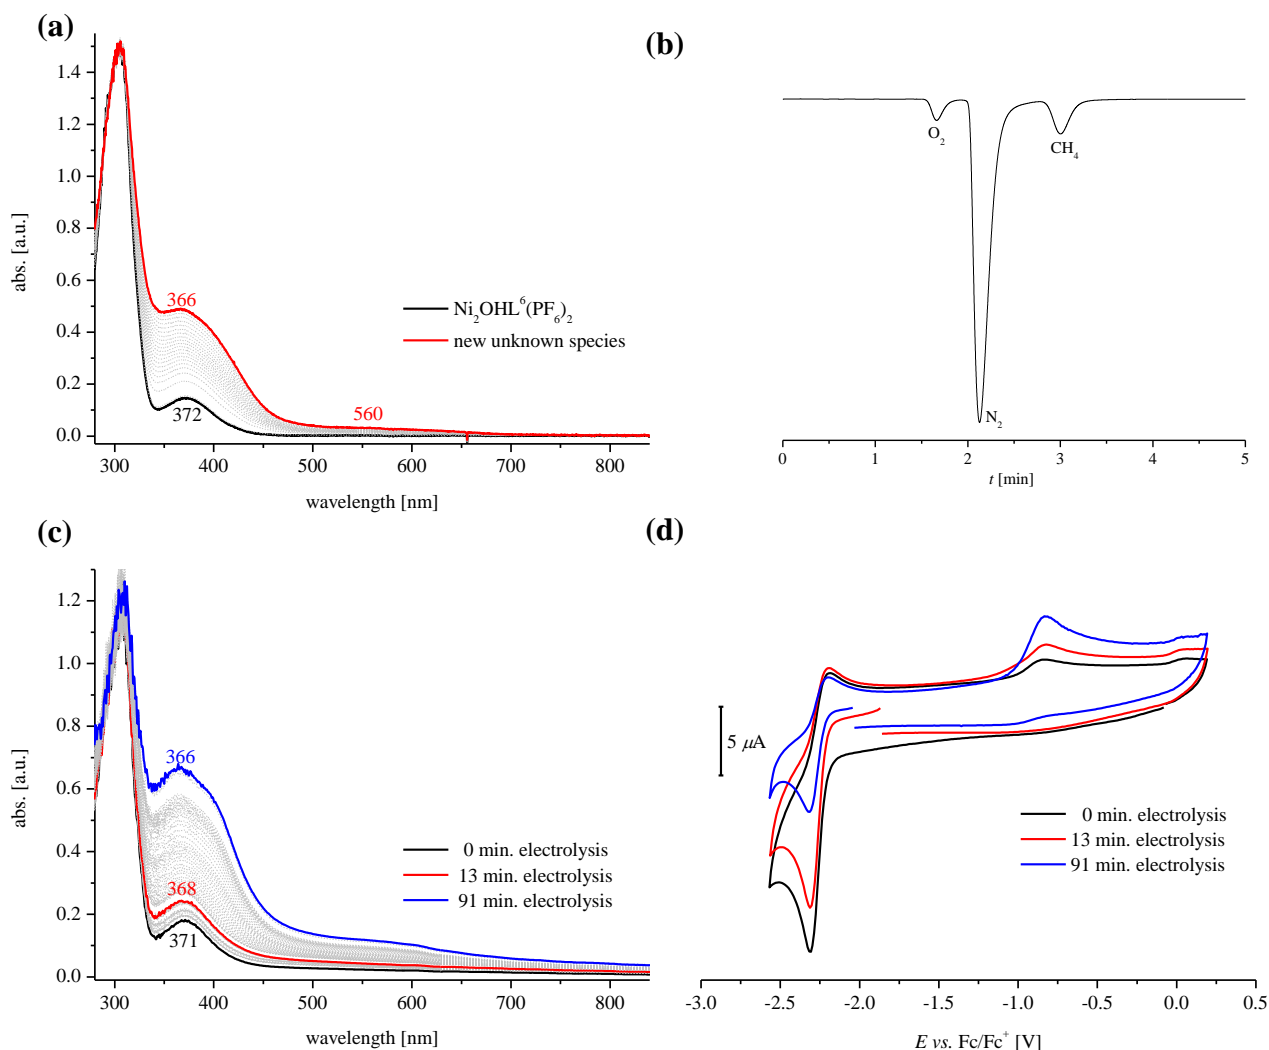 (a)
1.4
1.2
1.0
0.8
0.6
0.4
0.2
0.0
abs. [a.u.]
366
372
560
Ni₂OHL⁶(PF₆)₂
new unknown species
300 400 500 600 700 800
wavelength [nm]
(b)
O₂
N₂
CH₄
0 1 2 3 4 5
t [min]
(c)
1.2
1.0
0.8
0.6
0.4
0.2
0.0
abs. [a.u.]
366
368
371
0 min. electrolysis
13 min. electrolysis
91 min. electrolysis
300 400 500 600 700 800
wavelength [nm]
(d)
5 µA
0 min. electrolysis
13 min. electrolysis
91 min. electrolysis
-3.0 -2.5 -2.0 -1.5 -1.0 -0.5 0.0 0.5
E vs. Fc/Fc⁺ [V]